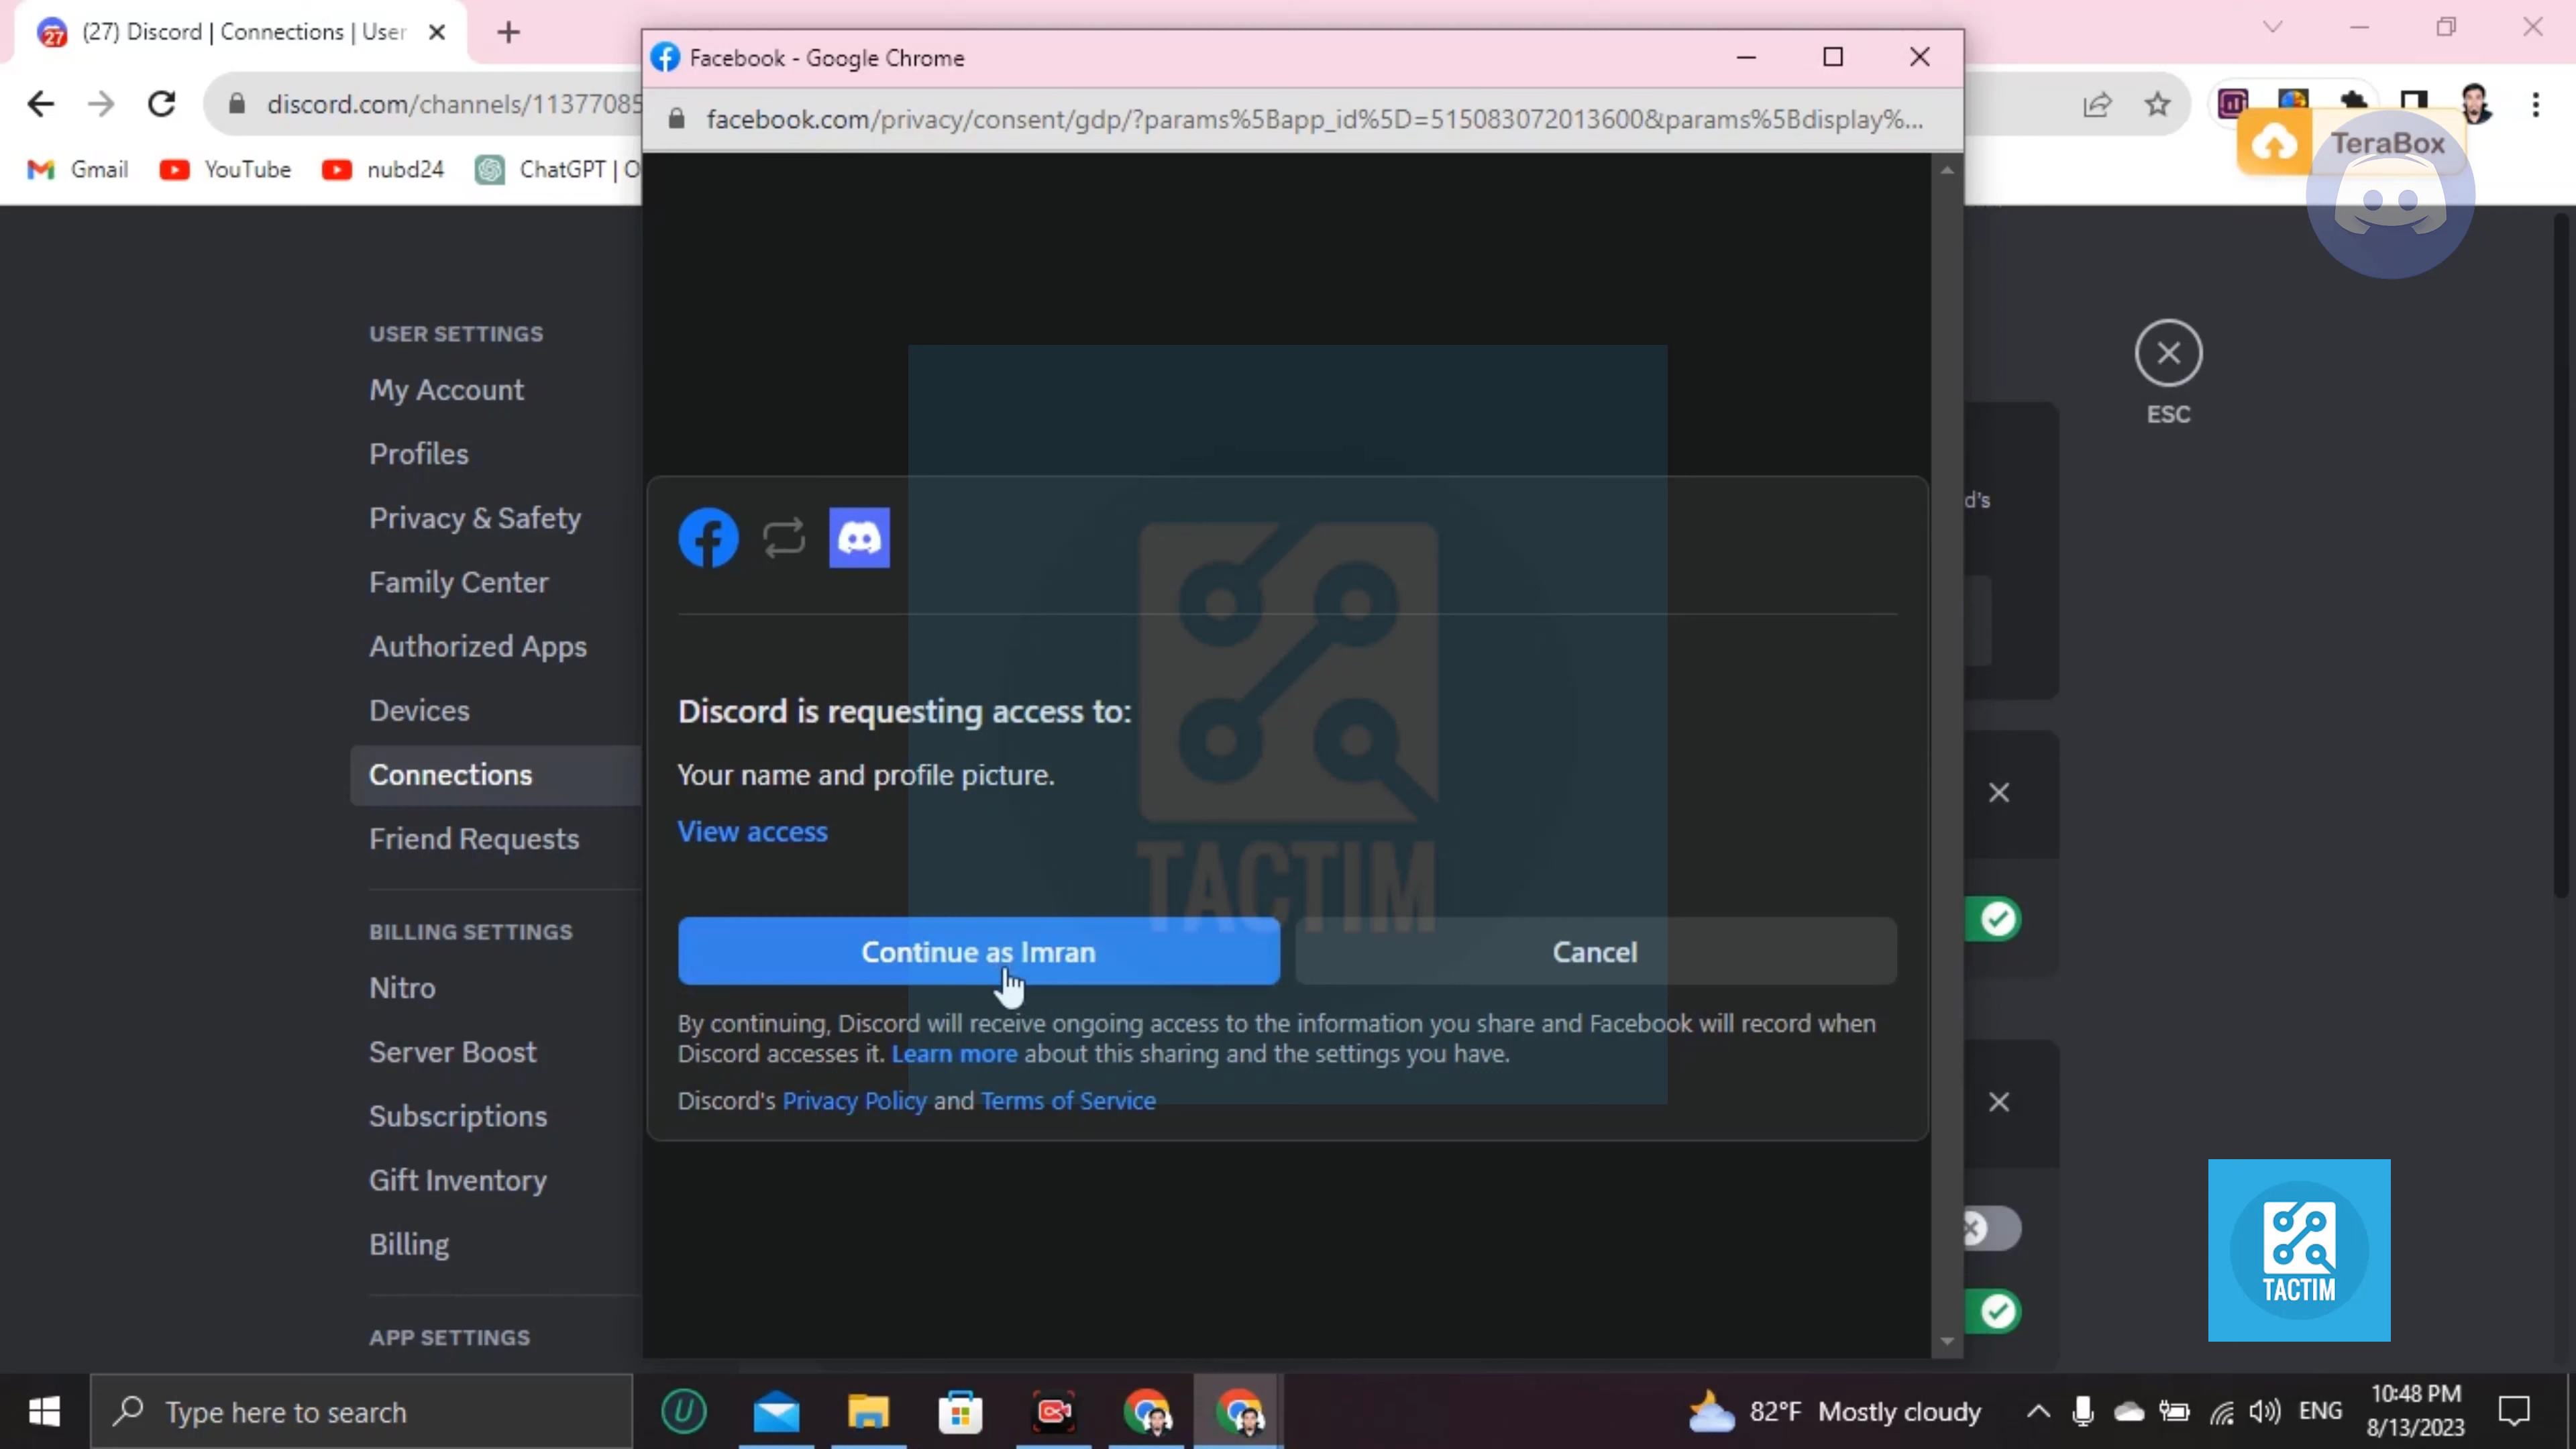 (27) Discord | Connections | User
discord.com/channels/11377085
Gmail
YouTube
nubd24
ChatGPT | O
Facebook - Google Chrome
facebook.com/privacy/consent/gdp/?params%5Bapp_id%5D=515083072013600&params%5Bdisplay%...
TeraBox
USER SETTINGS
My Account
Profiles
Privacy & Safety
Family Center
Authorized Apps
Devices
Connections
Friend Requests
BILLING SETTINGS
Nitro
Server Boost
Subscriptions
Gift Inventory
Billing
APP SETTINGS
Discord is requesting access to:
Your name and profile picture.
View access
TACTIM
Continue as Imran
Cancel
By continuing, Discord will receive ongoing access to the information you share and Facebook will record when
Discord accesses it. Learn more about this sharing and the settings you have.
Discord's Privacy Policy and Terms of Service
ESC
d's
TACTIM
Type here to search
82°F Mostly cloudy
ENG
10:48 PM
8/13/2023